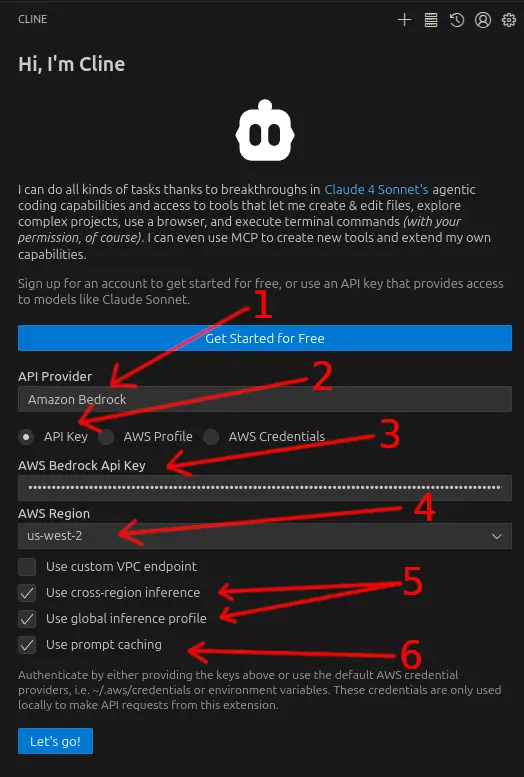 CLINE
Hi, I'm Cline
I can do all kinds of tasks thanks to breakthroughs in Claude 4 Sonnet's agentic
coding capabilities and access to tools that let me create & edit files, explore
complex projects, use a browser, and execute terminal commands (with your
permission, of course). I can even use MCP to create new tools and extend my own
capabilities.
Sign up for an account to get started for free, or use an API key that provides access
to models like Claude Sonnet.
1
Get Started for Free
API Provider
2
Amazon Bedrock
API Key AWS Profile AWS Credentials
3
AWS Bedrock Api Key
AWS Region
4
us-west-2
Use custom VPC endpoint
Use cross-region inference
5
Use global inference profile
Use prompt caching
6
Authenticate by either providing the keys above or use the default AWS credential
providers, i.e. ~/.aws/credentials or environment variables. These credentials are only used
locally to make API requests from this extension.
Let's go!